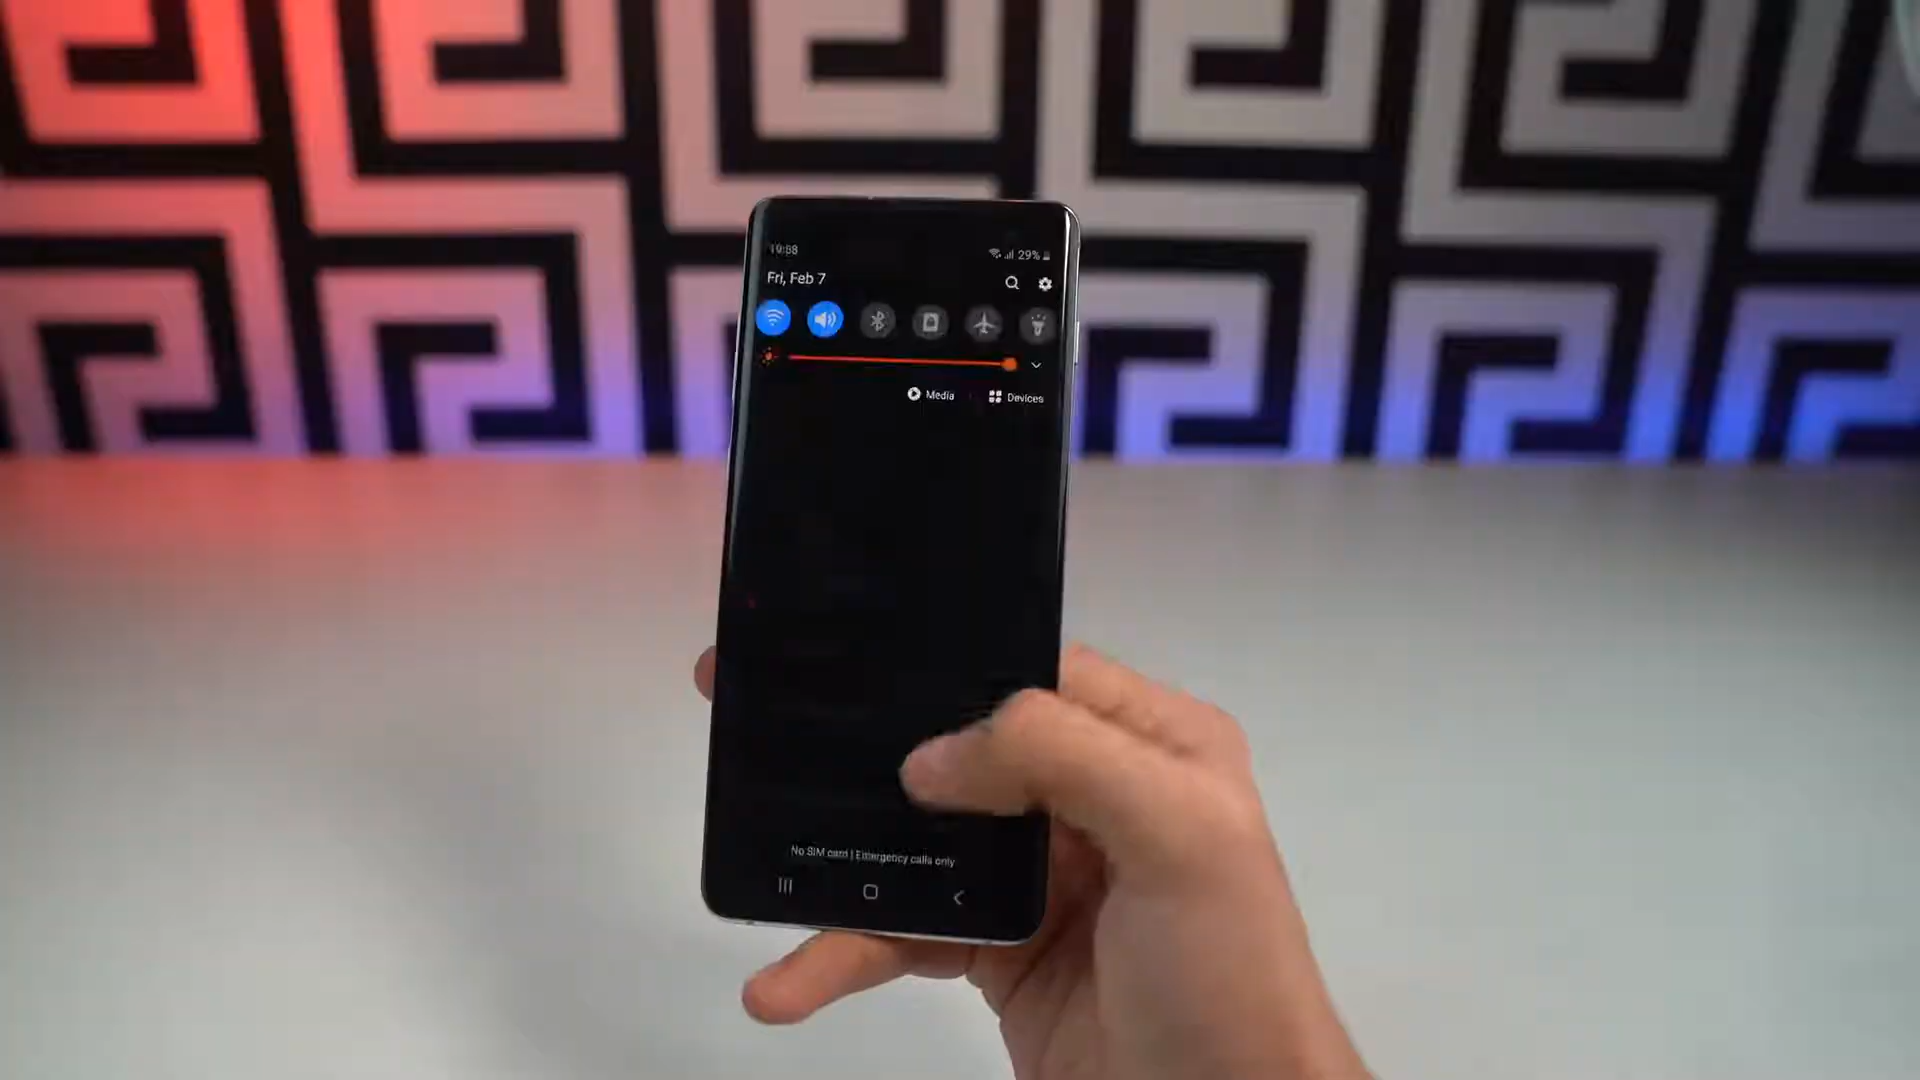 19:58
29%
Fri, Feb 7
Media
Devices
No SIM card | Emergency calls only